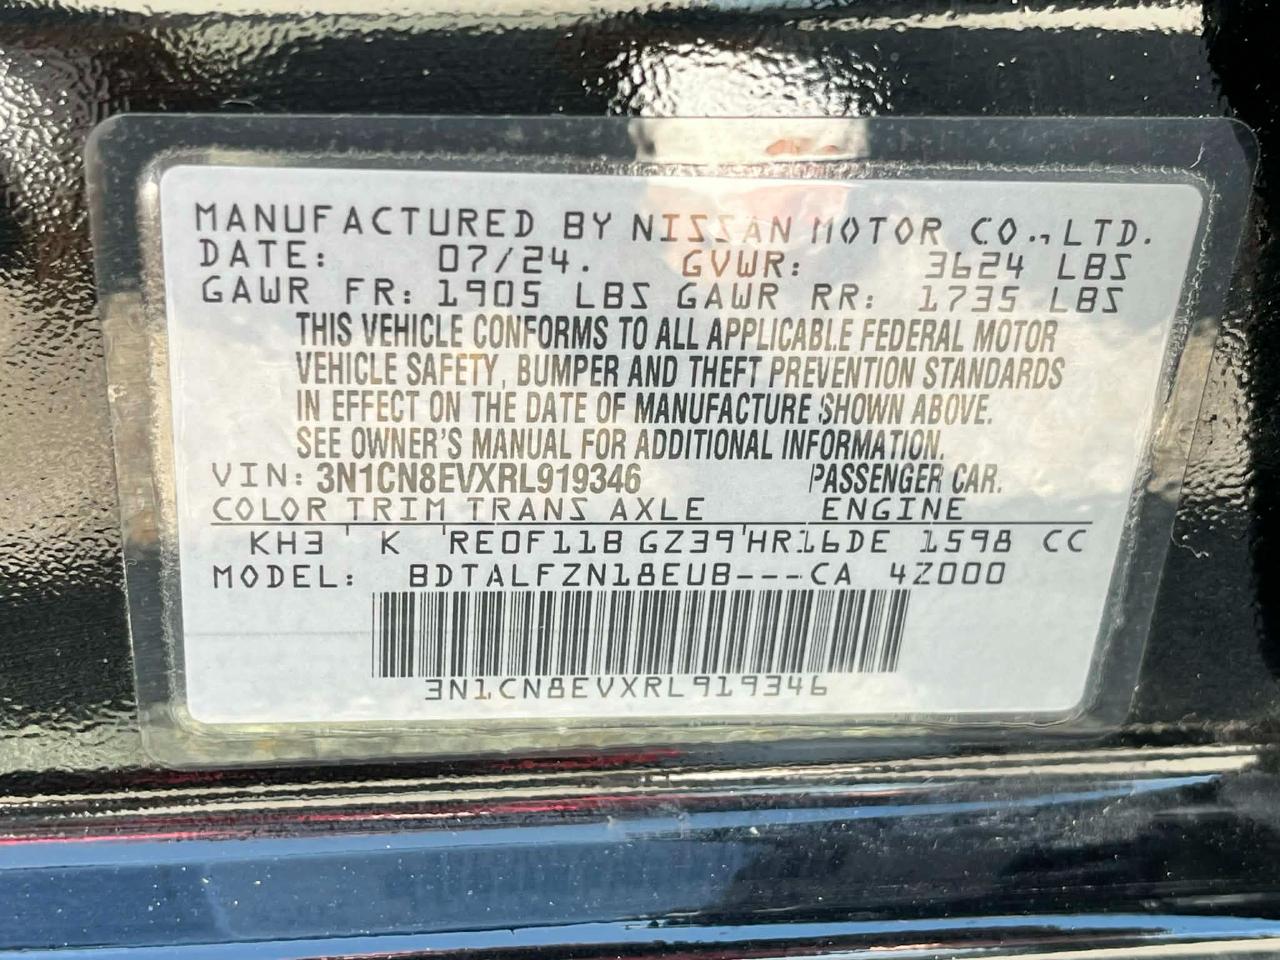 MANUFACTURED BY NISSAN MOTOR CO., LTD.
DATE: 07/24. GVWR: 3624 LBS
GAWR FR: 1905 LBS GAWR RR: 1735 LBS
THIS VEHICLE CONFORMS TO ALL APPLICABLE FEDERAL MOTOR
VEHICLE SAFETY, BUMPER AND THEFT PREVENTION STANDARDS
IN EFFECT ON THE DATE OF MANUFACTURE SHOWN ABOVE.
SEE OWNER'S MANUAL FOR ADDITIONAL INFORMATION.
VIN: 3N1CN8EVXRL919346 PASSENGER CAR.
COLOR TRIM TRANS AXLE ENGINE
KH3 ' K 'RE0F11B GZ39'HR16DE 1598 CC
MODEL: BDTALFZN18EUB---CA 4Z000
3N1CN8EVXRL919346